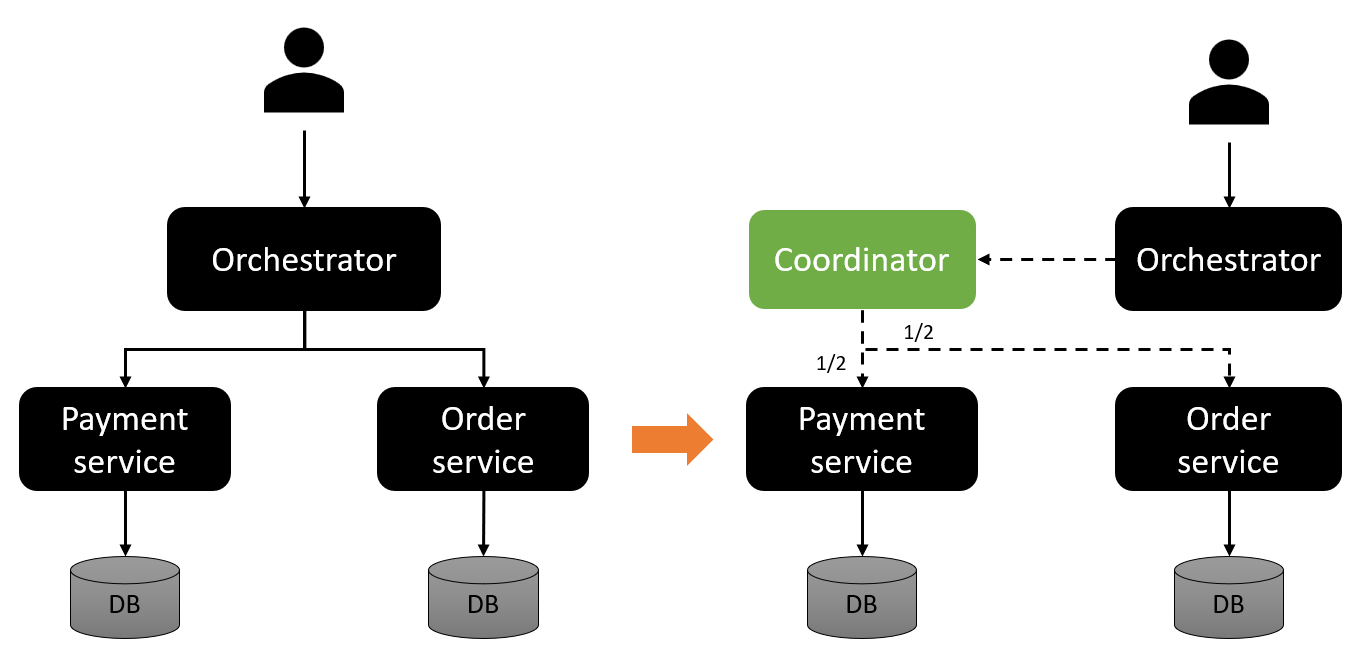 Orchestrator
Payment
service
Order
service
DB
DB
Coordinator
Orchestrator
1/2
1/2
Payment
service
Order
service
DB
DB